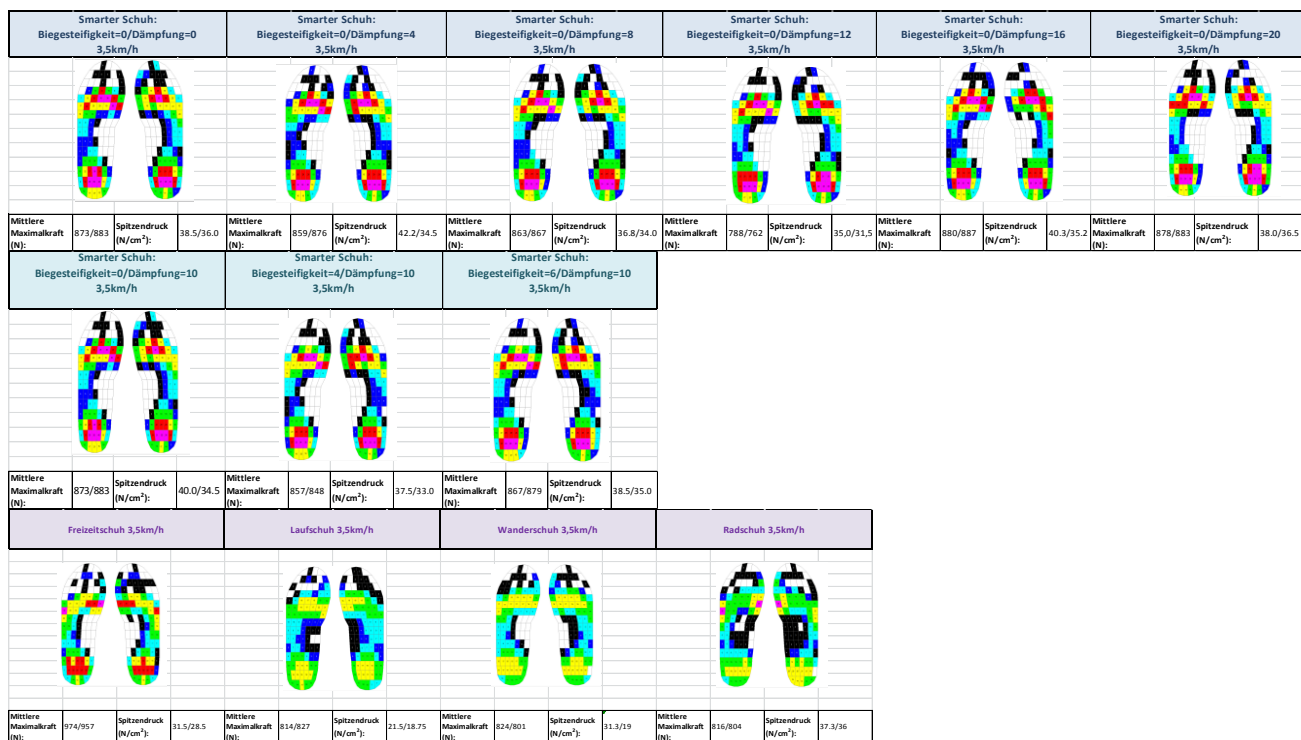 Smarter Schuh:
Biegesteifigkeit=0/Dämpfung=0
3,5km/h
Smarter Schuh:
Biegesteifigkeit=0/Dämpfung=4
3,5km/h
Smarter Schuh:
Biegesteifigkeit=0/Dämpfung=8
3,5km/h
Smarter Schuh:
Biegesteifigkeit=0/Dämpfung=12
3,5km/h
Smarter Schuh:
Biegesteifigkeit=0/Dämpfung=16
3,5km/h
Smarter Schuh:
Biegesteifigkeit=0/Dämpfung=20
3,5km/h
Mittlere
Maximalkraft
(N):
873/883
Spitzendruck
(N/cm²):
38.5/36.0
Mittlere
Maximalkraft
(N):
859/876
Spitzendruck
(N/cm²):
42.2/34.5
Mittlere
Maximalkraft
(N):
863/867
Spitzendruck
(N/cm²):
36.8/34.0
Mittlere
Maximalkraft
(N):
788/762
Spitzendruck
(N/cm²):
35,0/31,5
Mittlere
Maximalkraft
(N):
880/887
Spitzendruck
(N/cm²):
40.3/35.2
Mittlere
Maximalkraft
(N):
878/883
Spitzendruck
(N/cm²):
38.0/36.5
Smarter Schuh:
Biegesteifigkeit=0/Dämpfung=10
3,5km/h
Smarter Schuh:
Biegesteifigkeit=4/Dämpfung=10
3,5km/h
Smarter Schuh:
Biegesteifigkeit=6/Dämpfung=10
3,5km/h
Mittlere
Maximalkraft
(N):
873/883
Spitzendruck
(N/cm²):
40.0/34.5
Mittlere
Maximalkraft
(N):
857/848
Spitzendruck
(N/cm²):
37.5/33.0
Mittlere
Maximalkraft
(N):
867/879
Spitzendruck
(N/cm²):
38.5/35.0
Freizeitschuh 3,5km/h
Laufschuh 3,5km/h
Wanderschuh 3,5km/h
Radschuh 3,5km/h
Mittlere
Maximalkraft
(N):
974/957
Spitzendruck
(N/cm²):
31.5/28.5
Mittlere
Maximalkraft
(N):
814/827
Spitzendruck
(N/cm²):
21.5/18.75
Mittlere
Maximalkraft
(N):
824/801
Spitzendruck
(N/cm²):
31.3/19
Mittlere
Maximalkraft
(N):
816/804
Spitzendruck
(N/cm²):
37.3/36